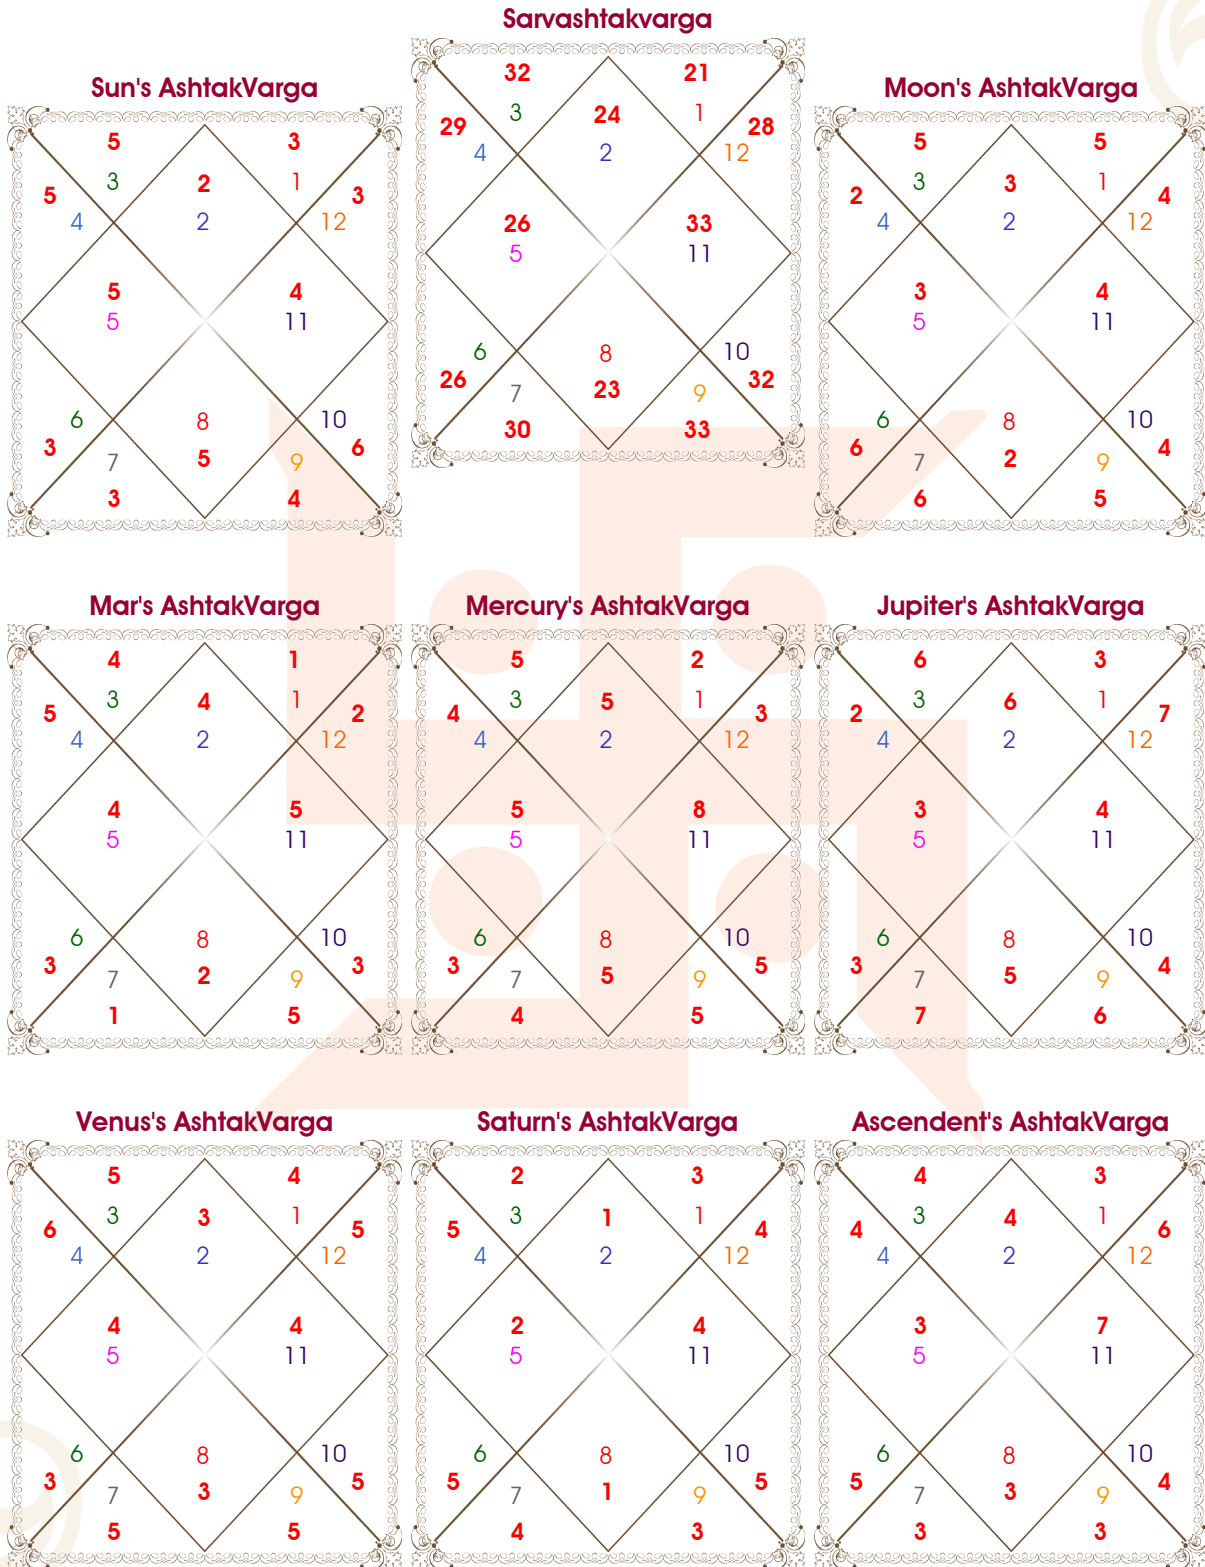 Sarvashtakvarga
32 21
3 24 1
29 28
4 2 12
26 33
5 11
6 8 10
26 7 23 9 32
30 33
Sun's AshtakVarga
5 3
3 2 1
5 3
4 2 12
5 4
5 11
6 8 10
3 7 5 9 6
3 4
Moon's AshtakVarga
5 5
3 3 1
2 4
4 2 12
3 4
5 11
6 8 10
6 7 2 9 4
6 5
Mar's AshtakVarga
4 1
3 4 1
5 2
4 2 12
4 5
5 11
6 8 10
3 7 2 9 3
1 5
Mercury's AshtakVarga
5 2
3 5 1
4 3
4 2 12
5 8
5 11
6 8 10
3 7 5 9 5
4 5
Jupiter's AshtakVarga
6 3
3 6 1
2 7
4 2 12
3 4
5 11
6 8 10
3 7 5 9 4
7 6
Venus's AshtakVarga
5 4
3 3 1
6 5
4 2 12
4 4
5 11
6 8 10
3 7 3 9 5
5 5
Saturn's AshtakVarga
2 3
3 1 1
5 4
4 2 12
2 4
5 11
6 8 10
5 7 1 9 5
4 3
Ascendent's AshtakVarga
4 3
3 4 1
4 6
4 2 12
3 7
5 11
6 8 10
5 7 3 9 4
3 3